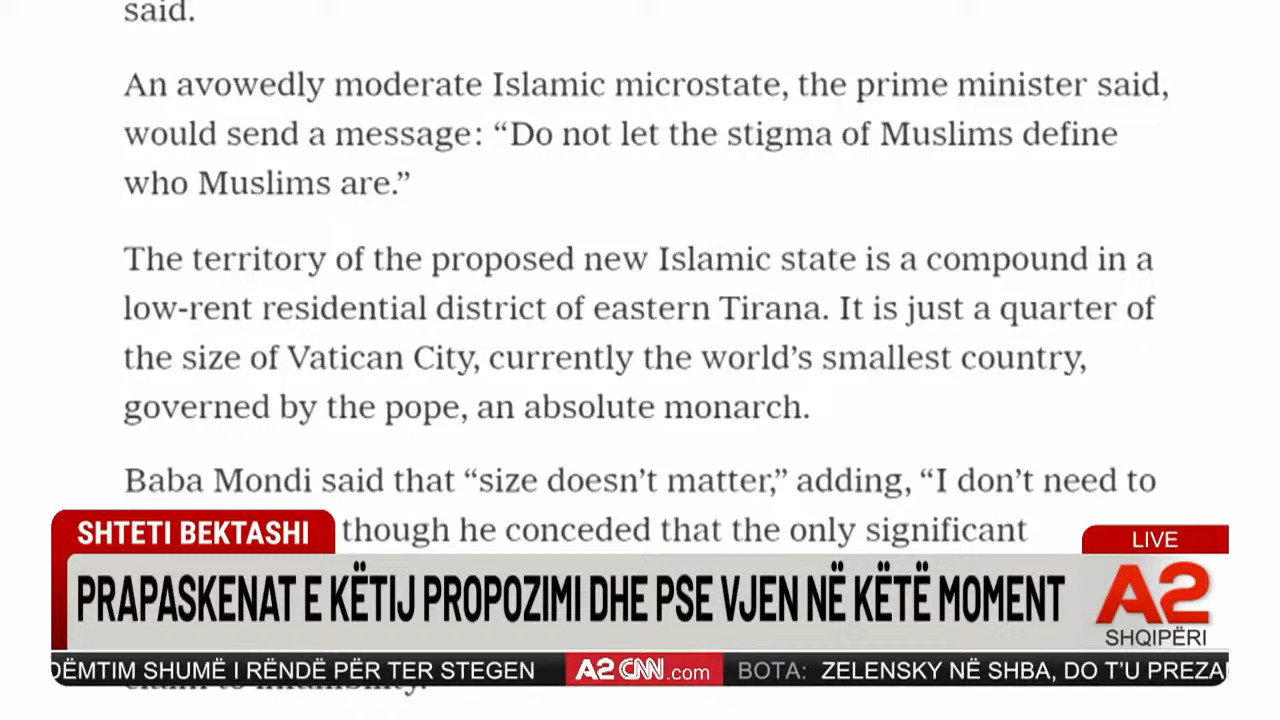 said.
An avowedly moderate Islamic microstate, the prime minister said,
would send a message: “Do not let the stigma of Muslims define
who Muslims are.”
The territory of the proposed new Islamic state is a compound in a
low-rent residential district of eastern Tirana. It is just a quarter of
the size of Vatican City, currently the world’s smallest country,
governed by the pope, an absolute monarch.
Baba Mondi said that “size doesn’t matter,” adding, “I don’t need to
though he conceded that the only significant
SHTETI BEKTASHI
LIVE
PRAPASKENAT E KËTIJ PROPOZIMI DHE PSE VJEN NË KËTË MOMENT
A2
SHQIPËRI
DËMTIM SHUMË I RËNDË PËR TER STEGEN
A2 CNN.com
BOTA: ZELENSKY NË SHBA, DO T’U PREZA